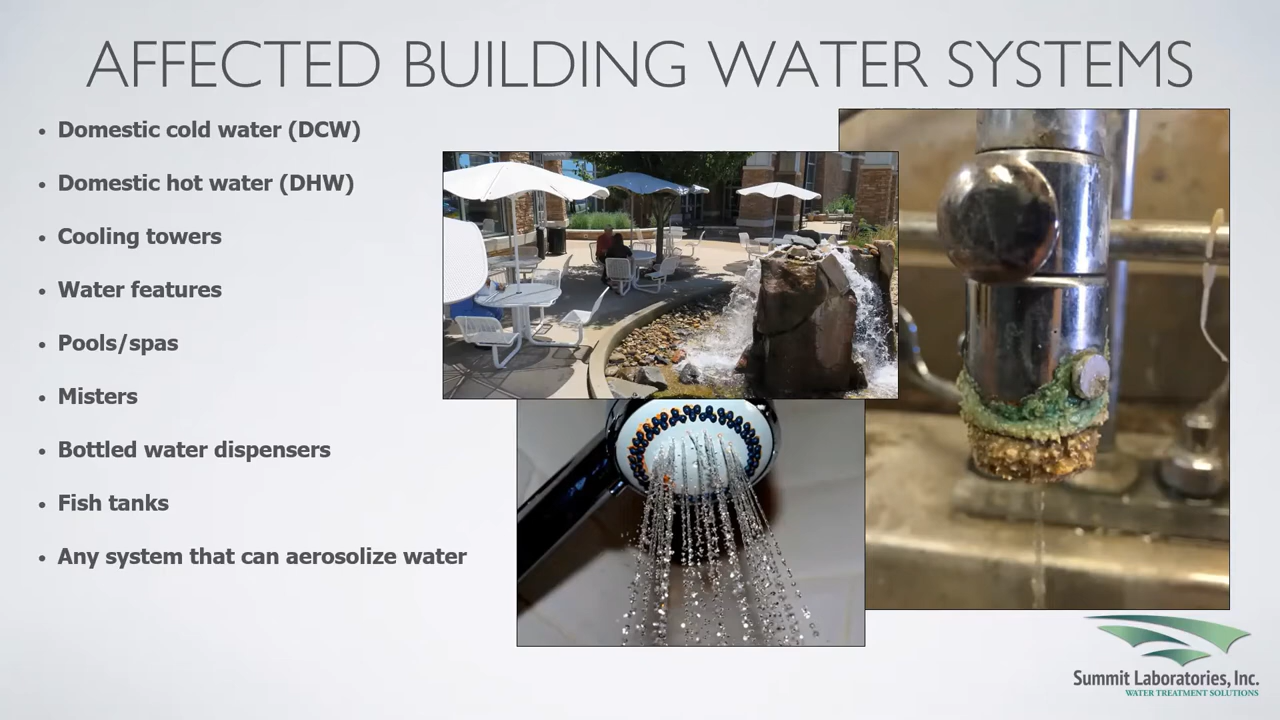 AFFECTED BUILDING WATER SYSTEMS
• Domestic cold water (DCW)
• Domestic hot water (DHW)
• Cooling towers
• Water features
• Pools/spas
• Misters
• Bottled water dispensers
• Fish tanks
• Any system that can aerosolize water
Summit Laboratories, Inc.
WATER TREATMENT SOLUTIONS